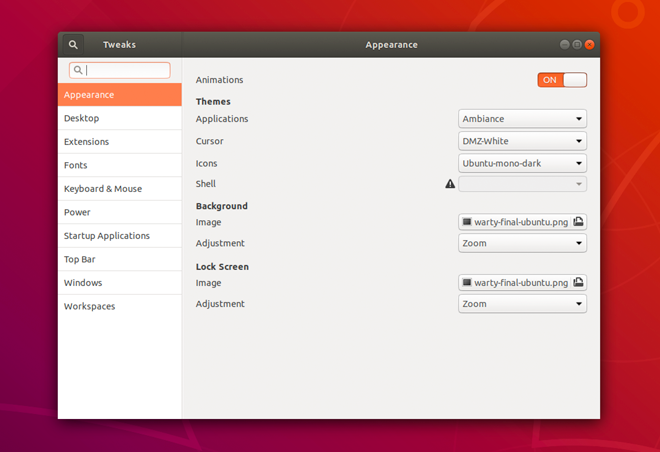 Tweaks
Appearance
Appearance
Desktop
Extensions
Fonts
Keyboard & Mouse
Power
Startup Applications
Top Bar
Windows
Workspaces
Animations ON
Themes
Applications Ambiance
Cursor DMZ-White
Icons Ubuntu-mono-dark
Shell
Background
Image warty-final-ubuntu.png
Adjustment Zoom
Lock Screen
Image warty-final-ubuntu.png
Adjustment Zoom